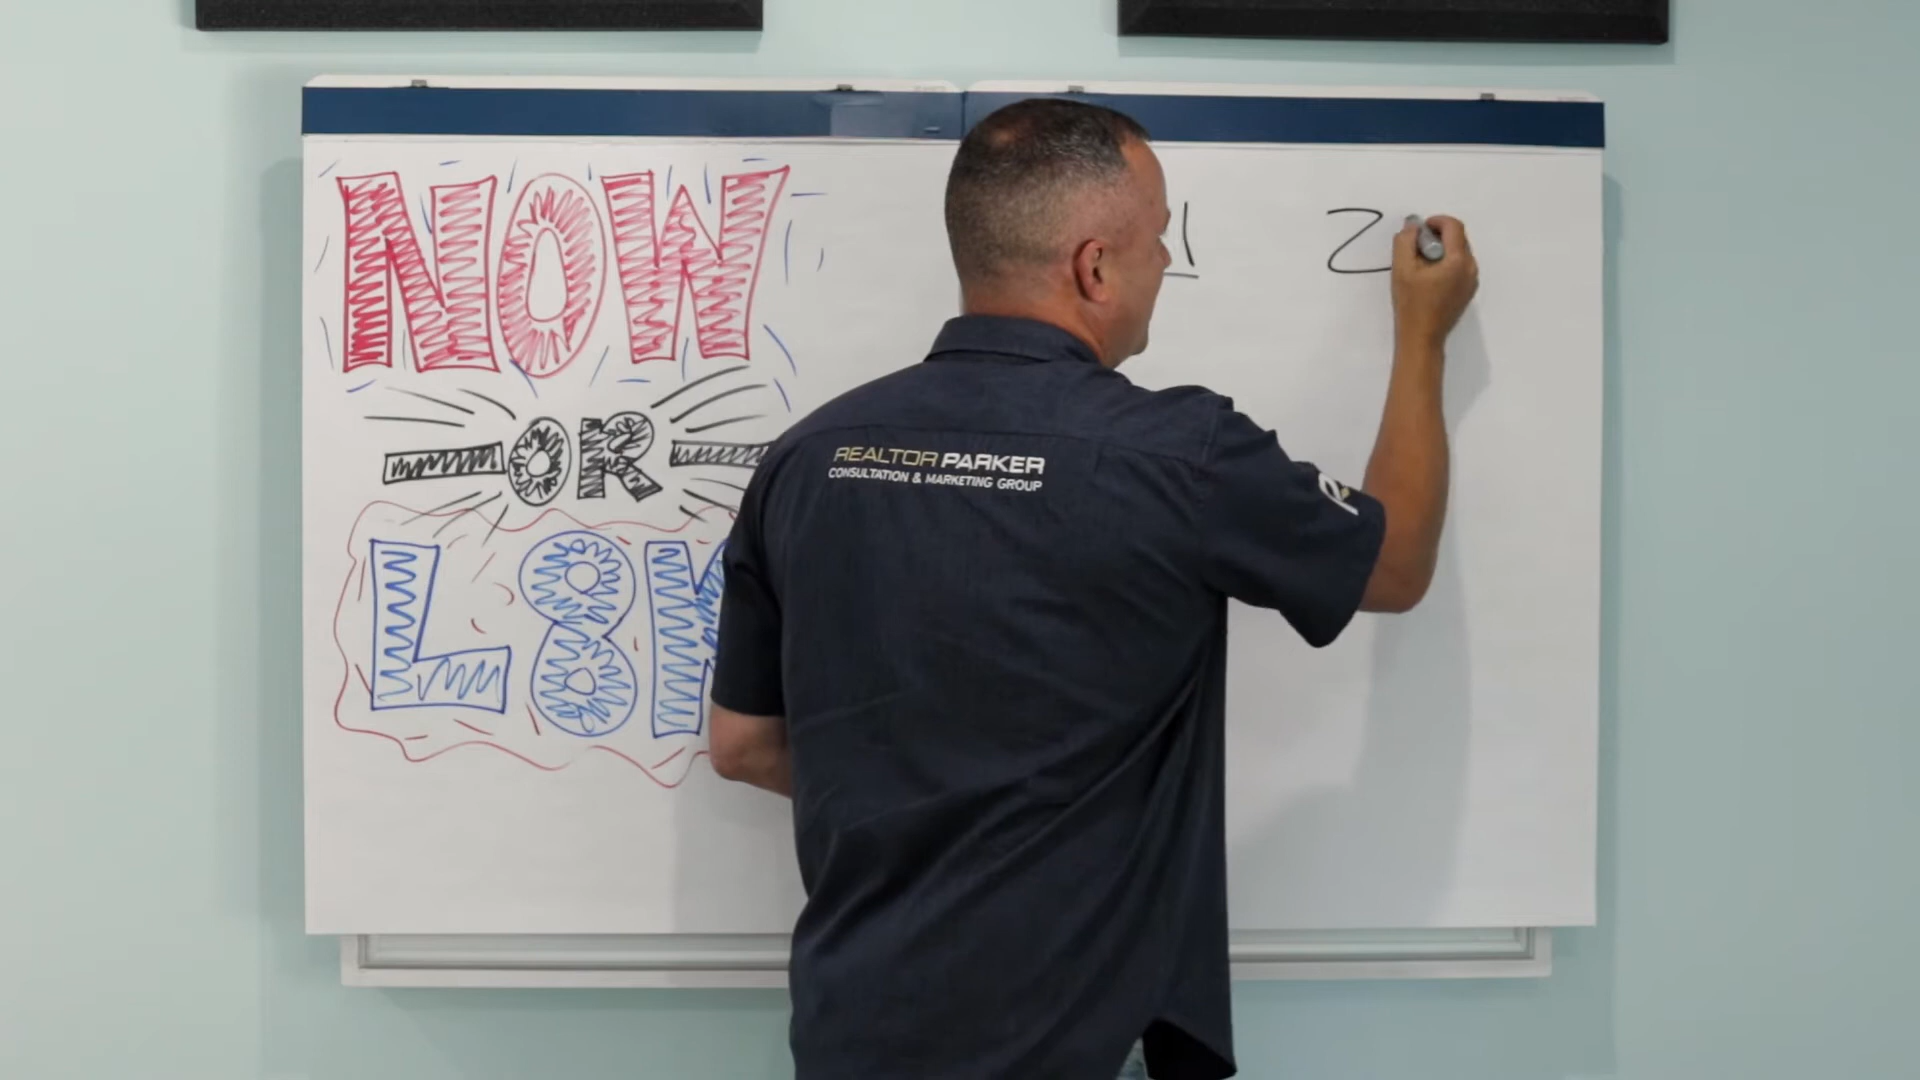 NOW
-OR-
L8
1
2
REALTOR PARKER
CONSULTATION & MARKETING GROUP